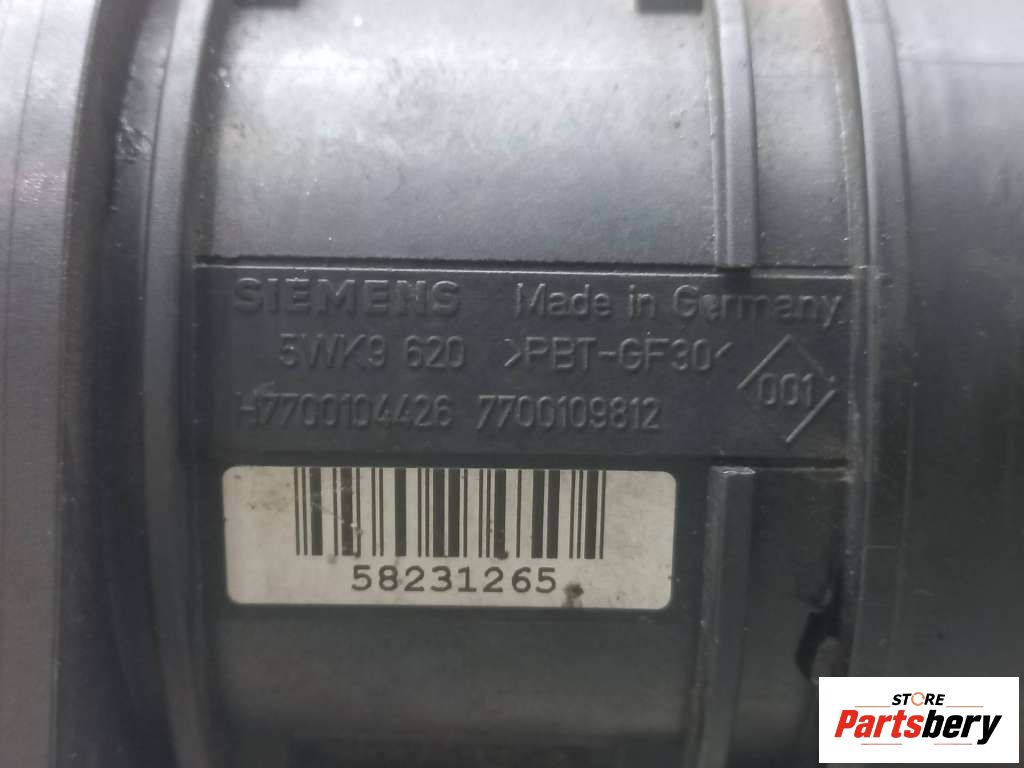 SIEMENS Made in Germany
5WK9 620 >PBT-GF30<
001
H7700104426 7700109812
58231265
STORE
Partsbery